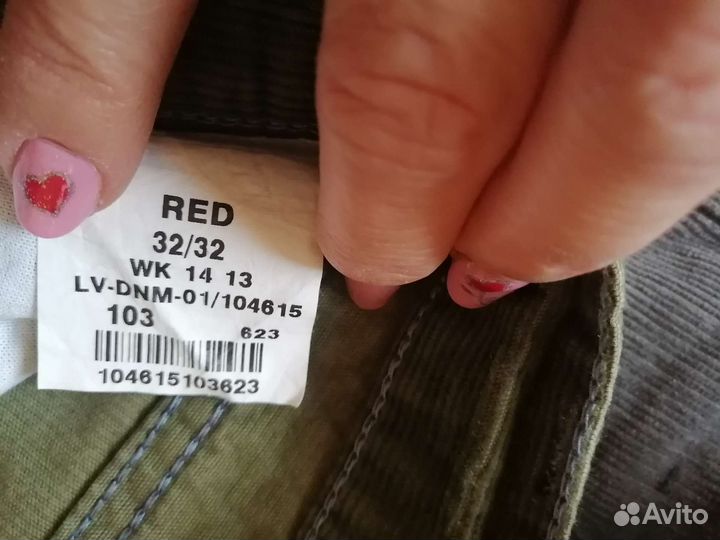 RED
32/32
WK 14 13
LV-DNM-01/104615
103
623
104615103623
Avito